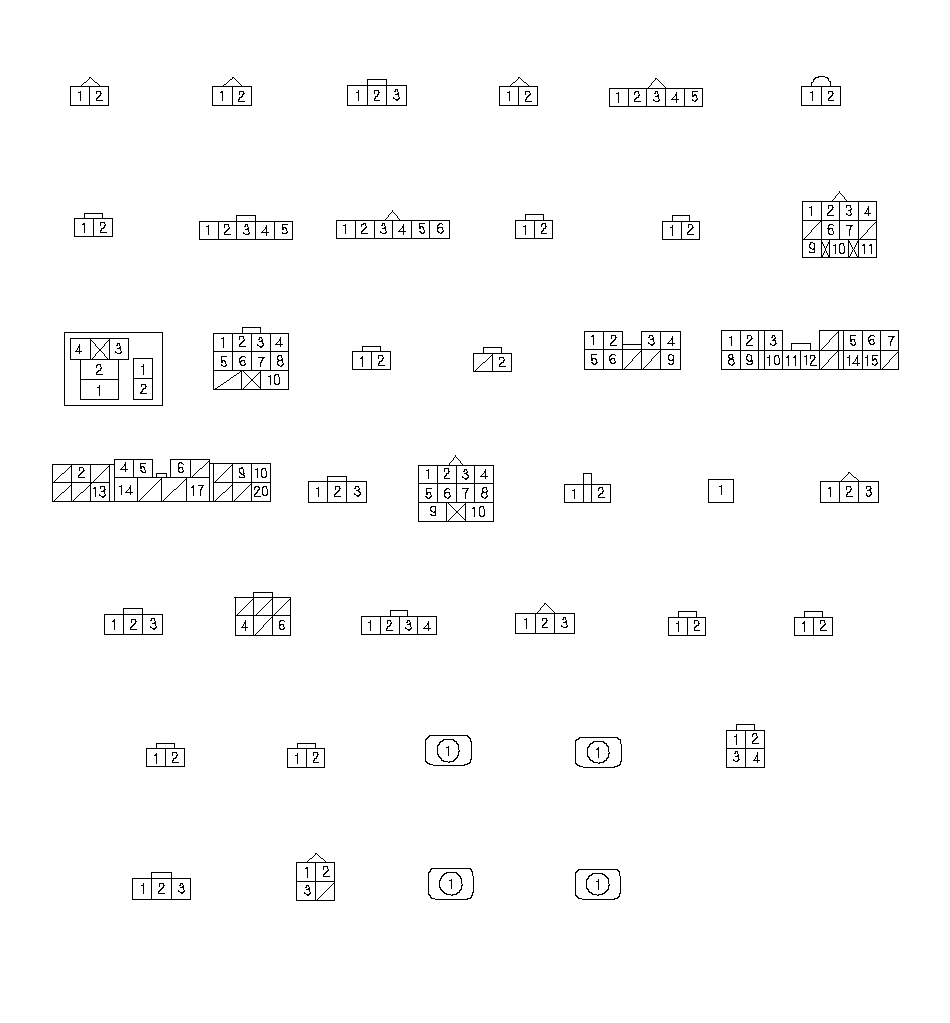 1 2 1 2 1 2 3 1 2 1 2 3 4 5 1 2
1 2 1 2 3 4 5 1 2 3 4 5 6 1 2 1 2 1 2 3 4
6 7
9 10 11
4 3 1 2 3 4 1 2 2 1 2 3 4 1 2 3 5 6 7
2 1 5 6 7 8 5 6 9 8 9 10 11 12 14 15
1 2 10
2 4 5 6 9 10 1 2 3 1 2 3 4 1 2 1 1 2 3
13 14 17 20 5 6 7 8
9 10
1 2 3 1 2 3 4 1 2 3 1 2 1 2
4 6
1 2 1 2 1 1 1 2
3 4
1 2 3 1 2 1 1
3